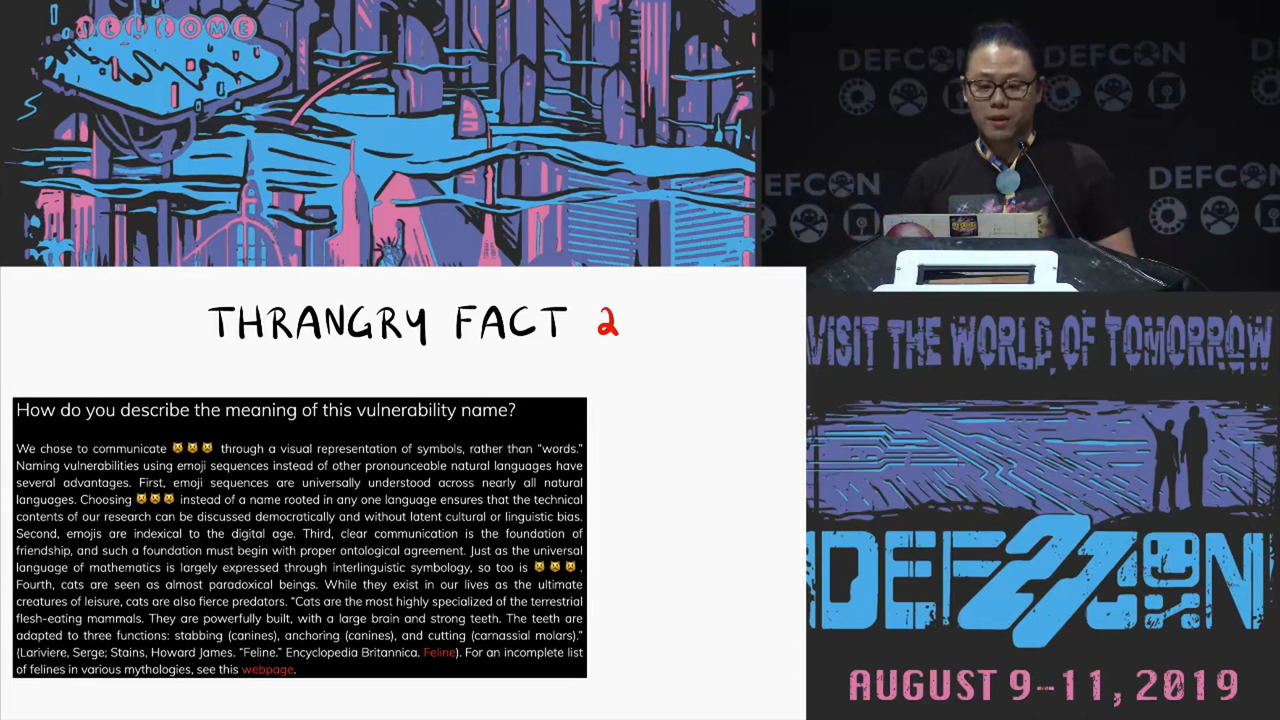 WELCOME
DEFCON DEFCON
DEFCON DEFCON
THRANGRY FACT 2
How do you describe the meaning of this vulnerability name?
We chose to communicate 😾😾😾 through a visual representation of symbols, rather than “words.”
Naming vulnerabilities using emoji sequences instead of other pronounceable natural languages have
several advantages. First, emoji sequences are universally understood across nearly all natural
languages. Choosing 😾😾😾 instead of a name rooted in any one language ensures that the technical
contents of our research can be discussed democratically and without latent cultural or linguistic bias.
Second, emojis are indexical to the digital age. Third, clear communication is the foundation of
friendship, and such a foundation must begin with proper ontological agreement. Just as the universal
language of mathematics is largely expressed through interlinguistic symbology, so too is 😾😾😾.
Fourth, cats are seen as almost paradoxical beings. While they exist in our lives as the ultimate
creatures of leisure, cats are also fierce predators. “Cats are the most highly specialized of the terrestrial
flesh-eating mammals. They are powerfully built, with a large brain and strong teeth. The teeth are
adapted to three functions: stabbing (canines), anchoring (canines), and cutting (carnassial molars).”
(Lariviere, Serge; Stains, Howard James. “Feline.” Encyclopedia Britannica. Feline). For an incomplete list
of felines in various mythologies, see this webpage.
VISIT THE WORLD OF TOMORROW
DEF27CON
AUGUST 9-11, 2019